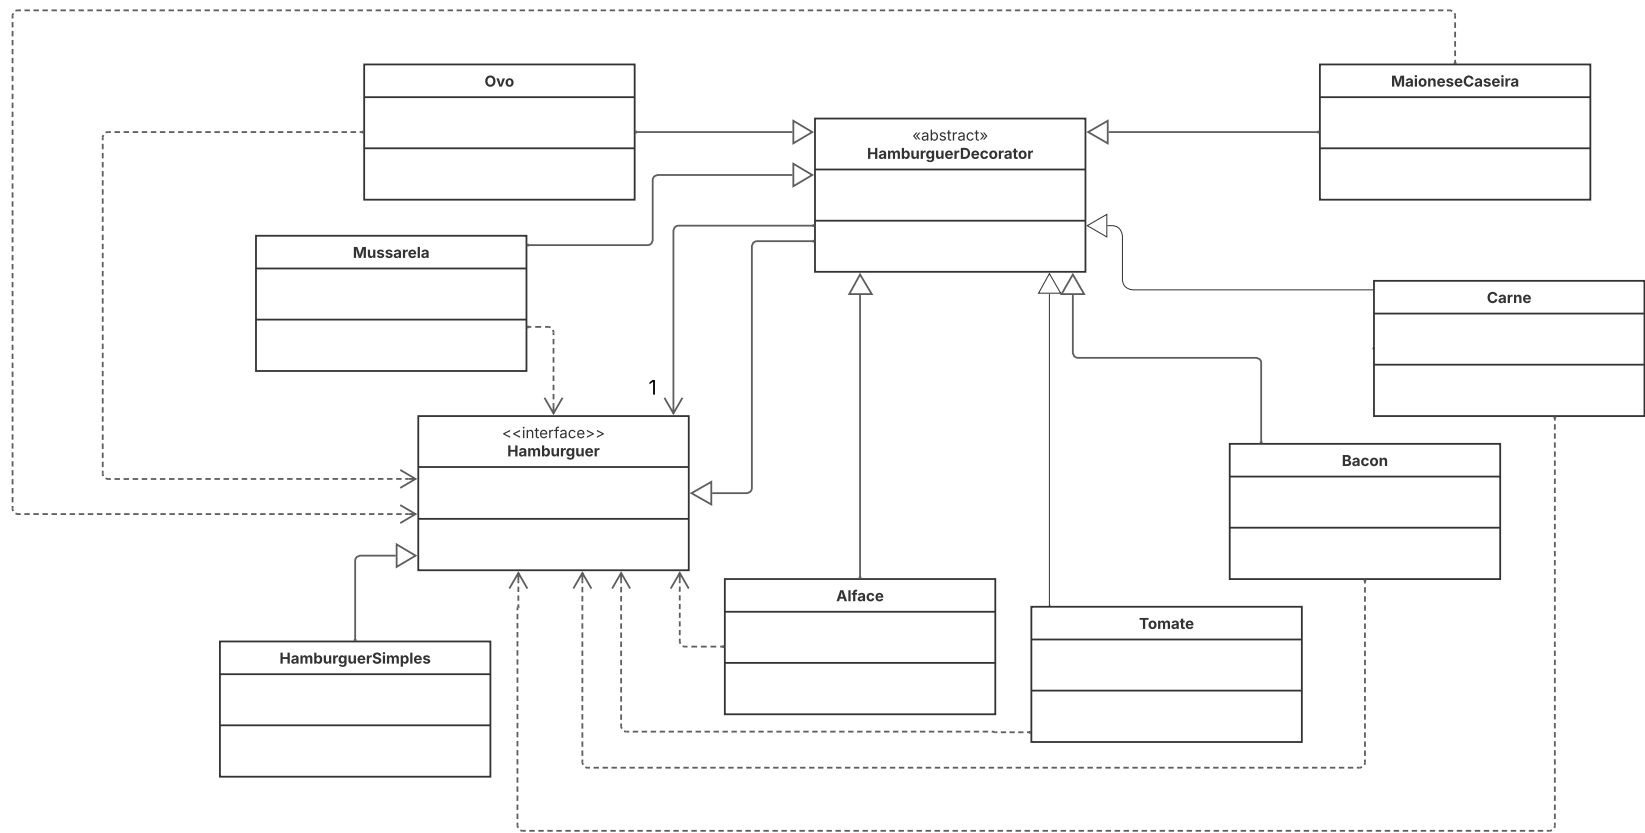 Ovo
MaioneseCaseira
«abstract»
HamburguerDecorator
Mussarela
Carne
1
<<interface>>
Hamburguer
Bacon
Alface
Tomate
HamburguerSimples